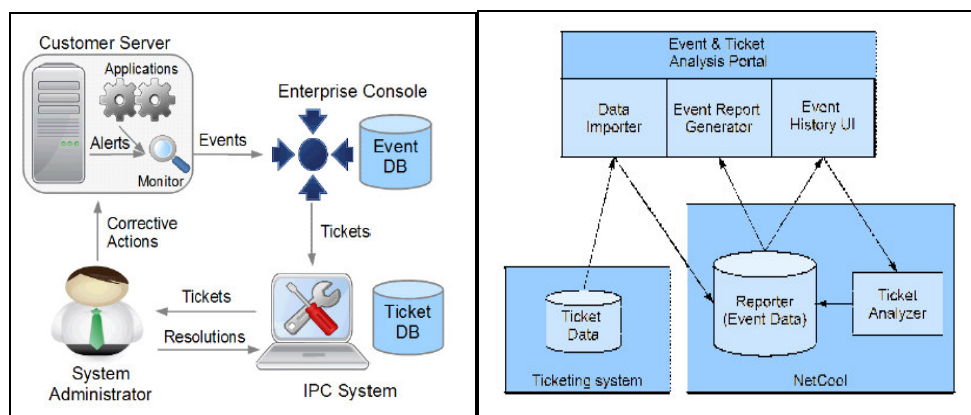 Customer Server
Applications
Alerts
Monitor
Events
Enterprise Console
Event
DB
Corrective
Actions
Tickets
Tickets
Resolutions
Ticket
DB
System
Administrator
IPC System
Event & Ticket
Analysis Portal
Data
Importer
Event Report
Generator
Event
History UI
Ticket
Data
Ticketing system
Reporter
(Event Data)
Ticket
Analyzer
NetCool